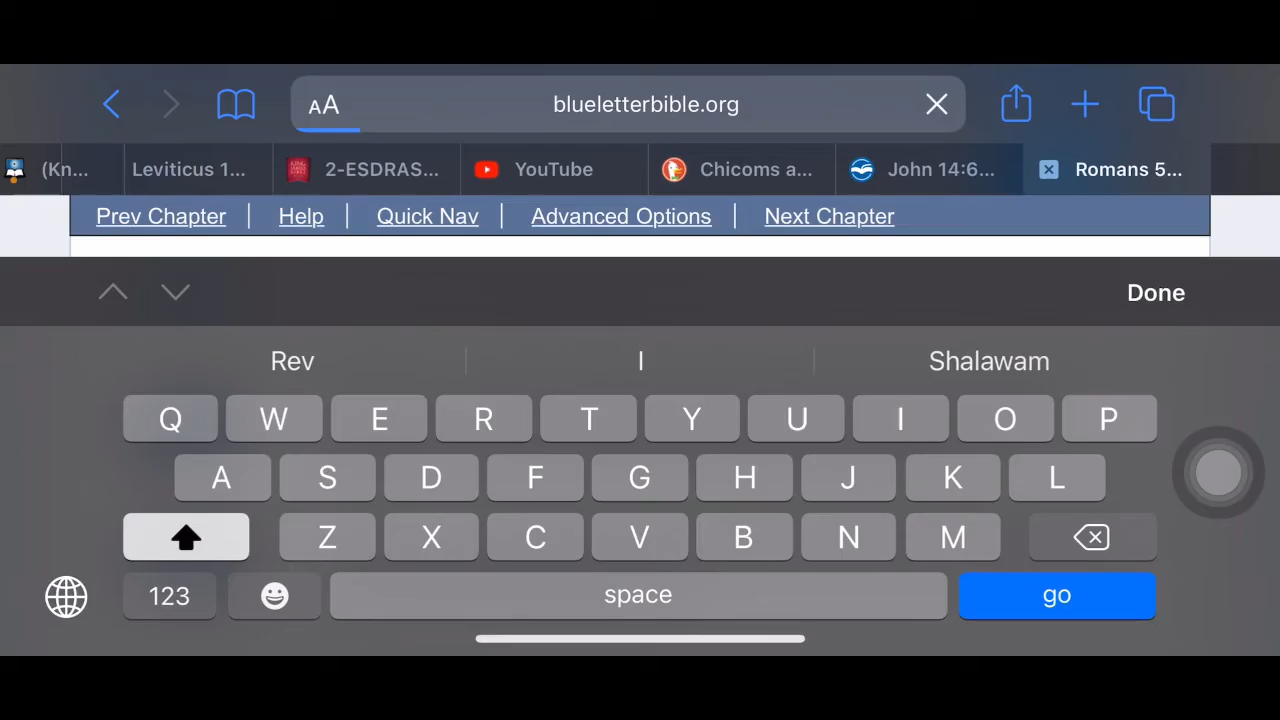 AA blueletterbible.org
(Kn... Leviticus 1... 2-ESDRAS... YouTube Chicoms a... John 14:6... Romans 5...
Prev Chapter | Help | Quick Nav | Advanced Options | Next Chapter
Done
Rev I Shalawam
Q W E R T Y U I O P
A S D F G H J K L
Z X C V B N M
123 space go